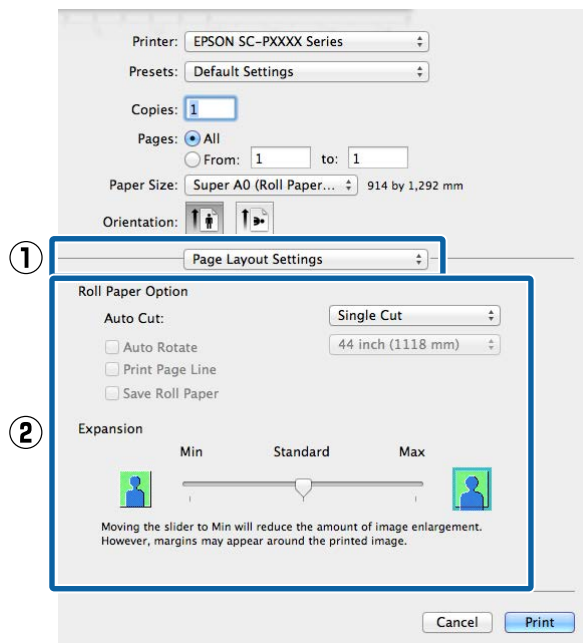 Printer: EPSON SC-PXXXX Series
Presets: Default Settings
Copies: 1
Pages: All
From: 1 to: 1
Paper Size: Super A0 (Roll Paper... 914 by 1,292 mm
Orientation:
① Page Layout Settings
Roll Paper Option
Auto Cut: Single Cut
Auto Rotate 44 inch (1118 mm)
Print Page Line
Save Roll Paper
②
Expansion
Min Standard Max
Moving the slider to Min will reduce the amount of image enlargement.
However, margins may appear around the printed image.
Cancel Print